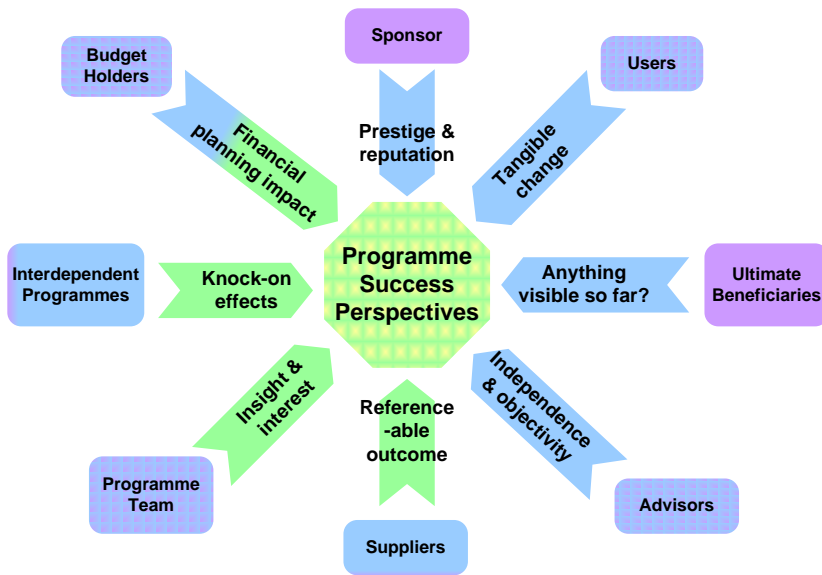 Sponsor
Budget
Holders
Users
Prestige &
reputation
Financial
planning impact
Tangible
change
Programme
Success
Perspectives
Interdependent
Programmes
Knock-on
effects
Anything
visible so far?
Ultimate
Beneficiaries
Insight &
interest
Reference
-able
outcome
Independence
& objectivity
Programme
Team
Suppliers
Advisors